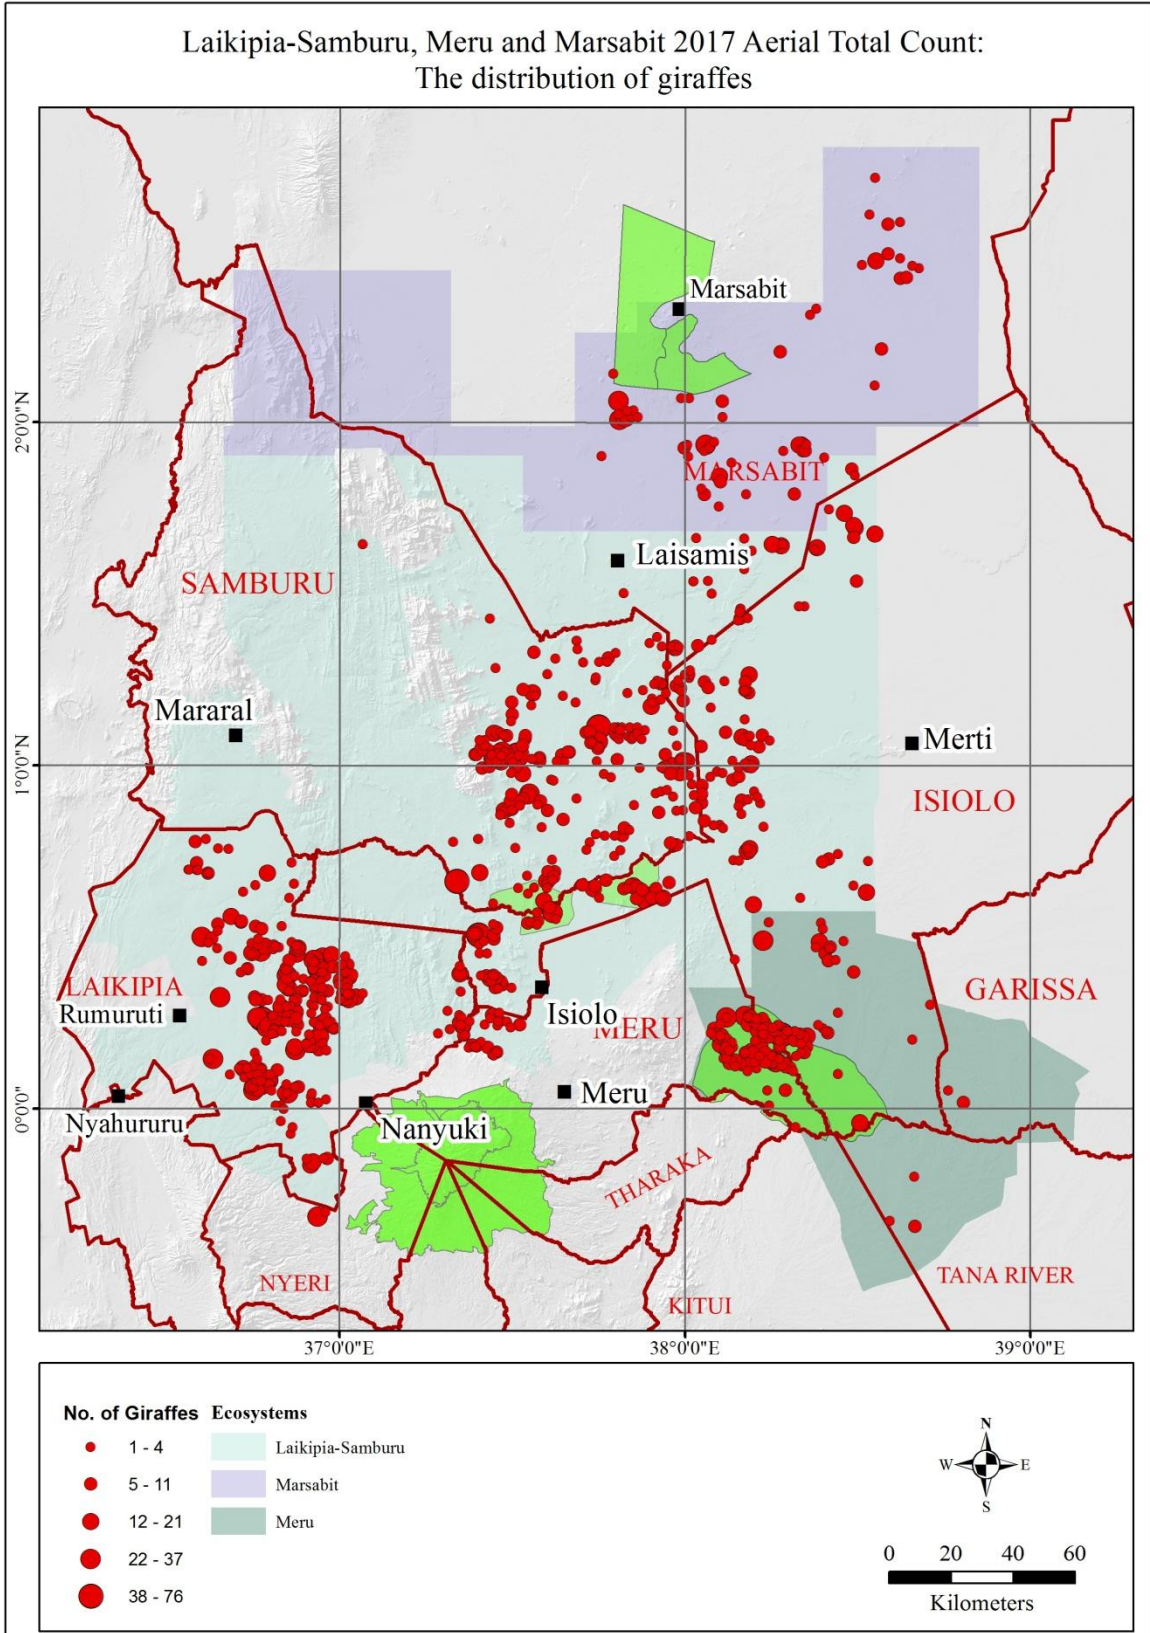 Laikipia-Samburu, Meru and Marsabit 2017 Aerial Total Count:
The distribution of giraffes
Marsabit
2°0'0"N
MARSABIT
Laisamis
SAMBURU
Mararal
Merti
1°0'0"N
ISIOLO
LAIKIPIA
GARISSA
Rumuruti
Isiolo
MERU
Meru
0°0'0"
Nyahururu
Nanyuki
THARAKA
NYERI
TANA RIVER
KITUI
37°0'0"E
38°0'0"E
39°0'0"E
No. of Giraffes
1 - 4
5 - 11
12 - 21
22 - 37
38 - 76
Ecosystems
Laikipia-Samburu
Marsabit
Meru
N
W E
S
0 20 40 60
Kilometers